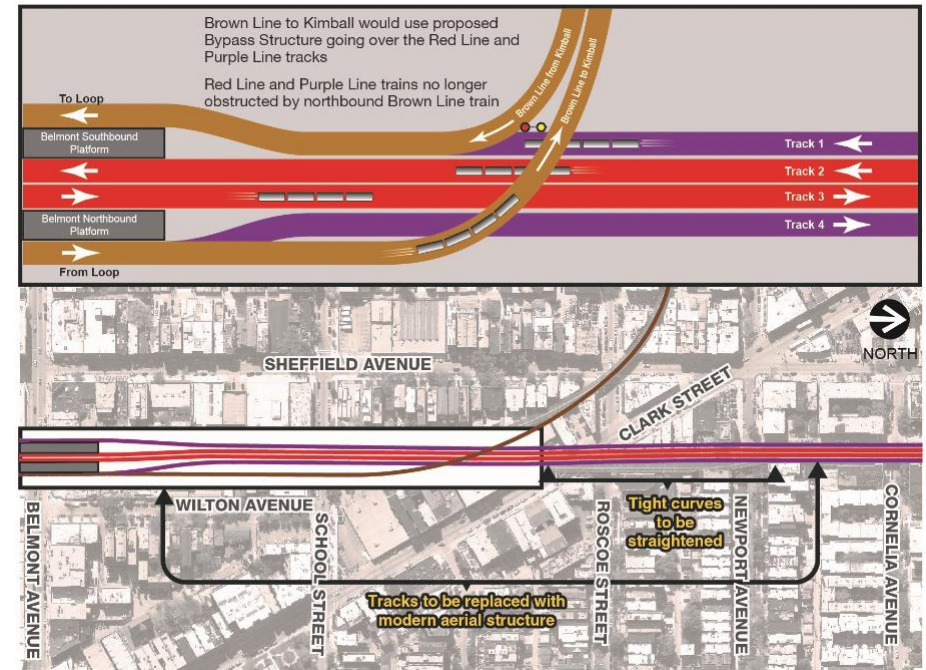 Brown Line to Kimball would use proposed
Bypass Structure going over the Red Line and
Purple Line tracks
Red Line and Purple Line trains no longer
obstructed by northbound Brown Line train
Brown Line from Kimball
Brown Line to Kimball
To Loop
Belmont Southbound
Platform
Track 1
Track 2
Track 3
Belmont Northbound
Platform
Track 4
From Loop
NORTH
SHEFFIELD AVENUE
CLARK STREET
BELMONT AVENUE
WILTON AVENUE
SCHOOL STREET
ROSCOE STREET
Tight curves
to be
straightened
NEWPORT AVENUE
CORNELIA AVENUE
Tracks to be replaced with
modern aerial structure